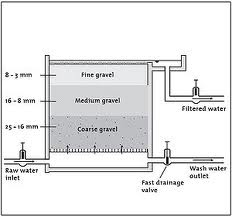 8 - 3 mm
Fine gravel
Filtered water
16 - 8 mm
Medium gravel
25 - 16 mm
Coarse gravel
Raw water
inlet
Wash water
outlet
Fast drainage
valve